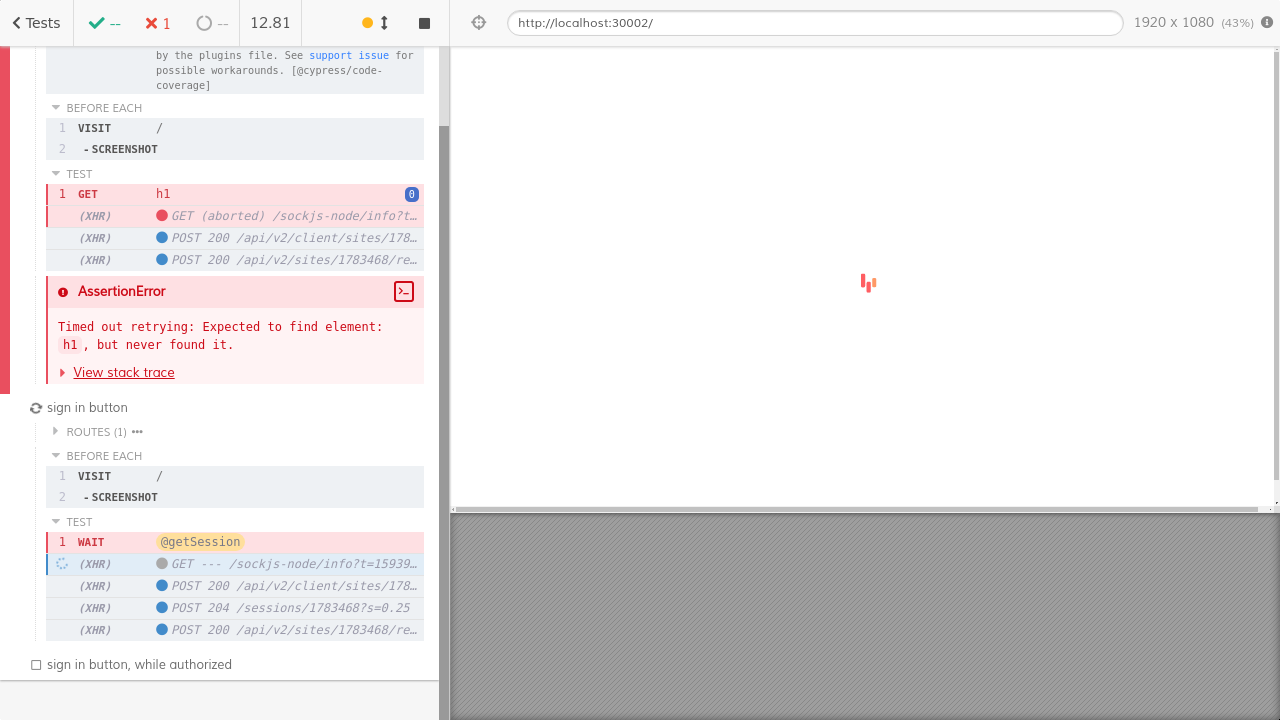 Tests -- 1 -- 12.81 http://localhost:30002/ 1920 x 1080 (43%)
by the plugins file. See support issue for
possible workarounds. [@cypress/code-
coverage]
BEFORE EACH
1 VISIT /
2 -SCREENSHOT
TEST
1 GET h1 0
(XHR) GET (aborted) /sockjs-node/info?t…
(XHR) POST 200 /api/v2/client/sites/178…
(XHR) POST 200 /api/v2/sites/1783468/re…
AssertionError
Timed out retrying: Expected to find element:
h1, but never found it.
View stack trace
sign in button
ROUTES (1)
BEFORE EACH
1 VISIT /
2 -SCREENSHOT
TEST
1 WAIT @getSession
(XHR) GET --- /sockjs-node/info?t=15939…
(XHR) POST 200 /api/v2/client/sites/178…
(XHR) POST 204 /sessions/1783468?s=0.25
(XHR) POST 200 /api/v2/sites/1783468/re…
sign in button, while authorized